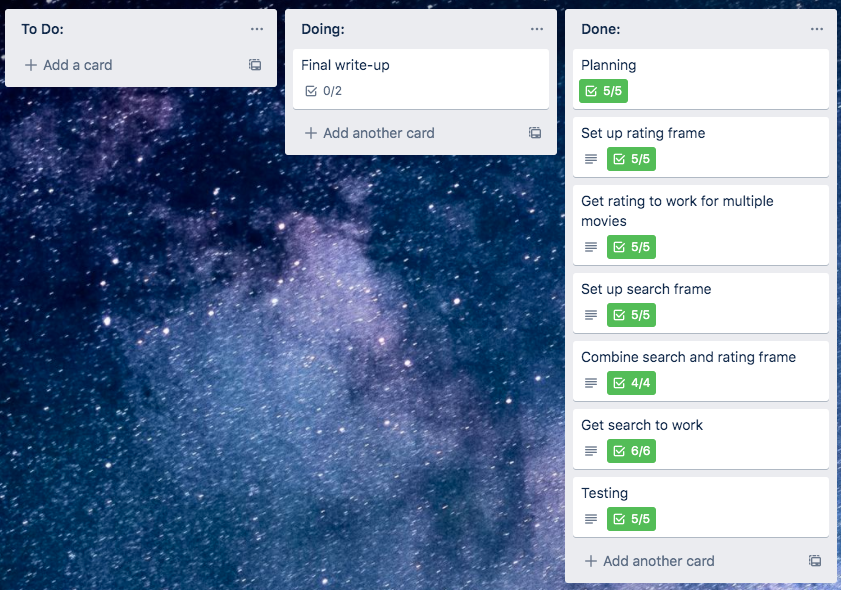 To Do:
Add a card
Doing:
Final write-up
0/2
Add another card
Done:
Planning
5/5
Set up rating frame
5/5
Get rating to work for multiple
movies
5/5
Set up search frame
5/5
Combine search and rating frame
4/4
Get search to work
6/6
Testing
5/5
Add another card